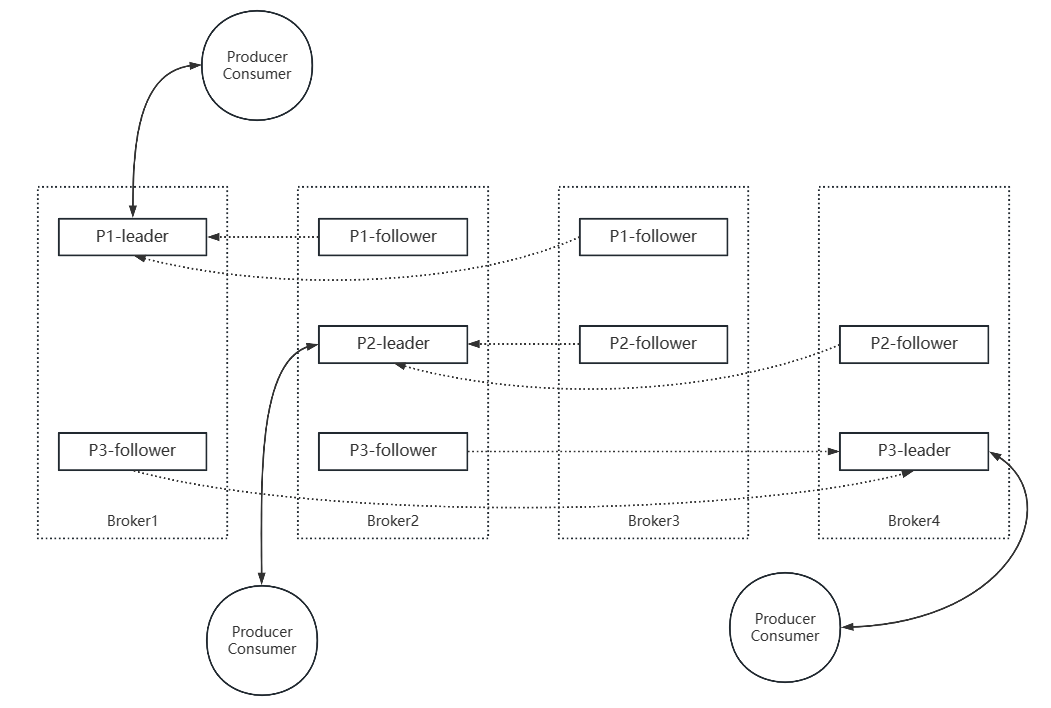 Producer
Consumer
P1-leader
P1-follower
P1-follower
P2-leader
P2-follower
P2-follower
P3-follower
P3-follower
P3-leader
Broker1
Broker2
Broker3
Broker4
Producer
Consumer
Producer
Consumer